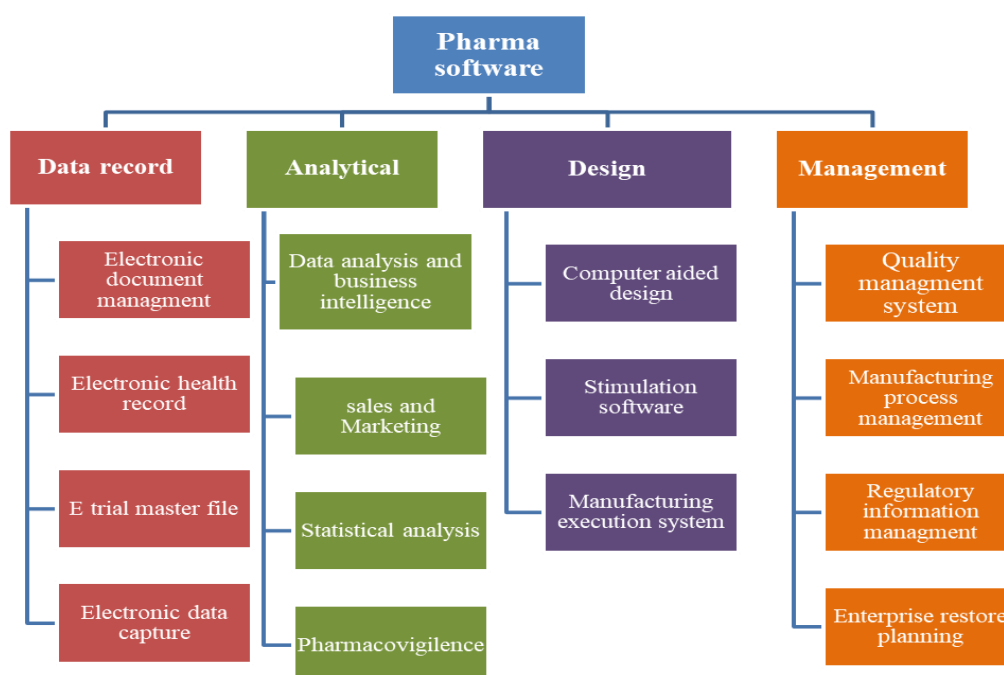 Pharma
software
Data record
Analytical
Design
Management
Electronic
document
managment
Electronic health
record
E trial master file
Electronic data
capture
Data analysis and
business
intelligence
sales and
Marketing
Statistical analysis
Pharmacovigilence
Computer aided
design
Stimulation
software
Manufacturing
execution system
Quality
managment
system
Manufacturing
process
management
Regulatory
information
managment
Enterprise restore
planning